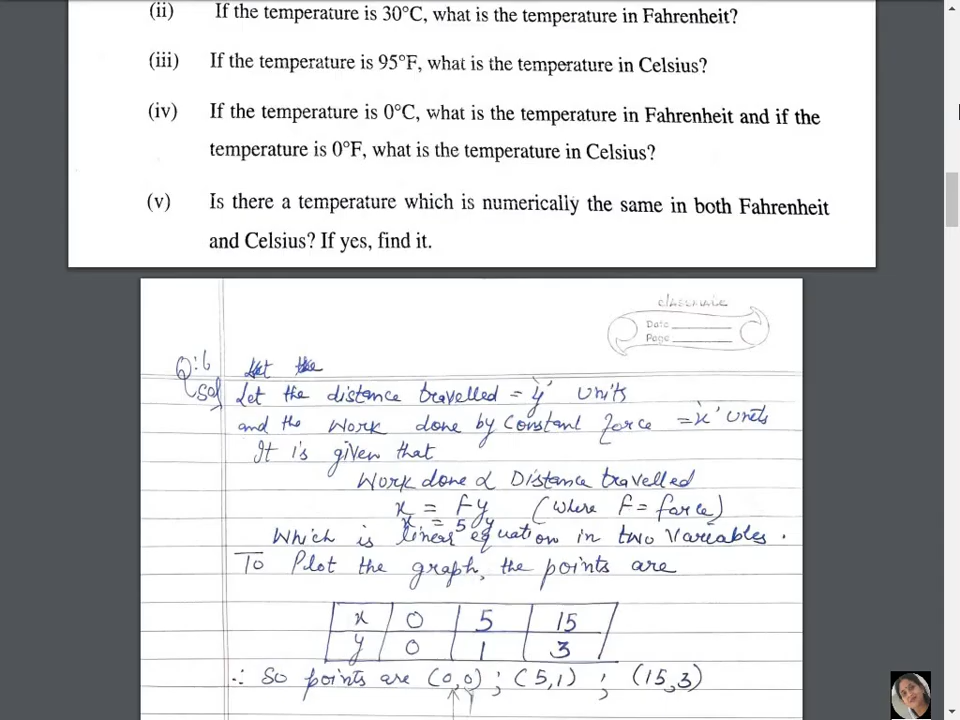 (ii) If the temperature is 30°C, what is the temperature in Fahrenheit?
(iii) If the temperature is 95°F, what is the temperature in Celsius?
(iv) If the temperature is 0°C, what is the temperature in Fahrenheit and if the
temperature is 0°F, what is the temperature in Celsius?
(v) Is there a temperature which is numerically the same in both Fahrenheit
and Celsius? If yes, find it.
classmate
Date
Page
Q:6 Let the
Sol Let the distance travelled = 'y' units
and the work done by Constant force = 'x' units
It is given that
Work done ∝ Distance travelled
x = Fy (where F = force)
x = 5y
Which is linear equation in two variables.
To Plot the graph, the points are
x 0 5 15
y 0 1 3
∴ So points are (0,0) ; (5,1) ; (15,3)